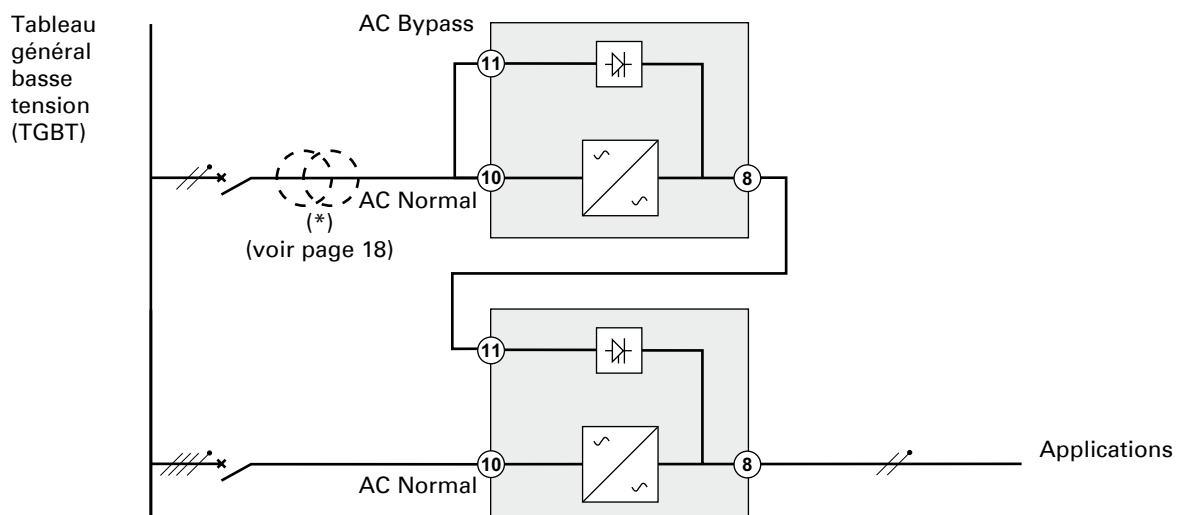 Tableau
général
basse
tension
(TGBT)
AC Bypass
11
10
8
AC Normal
(*)
(voir page 18)
11
10
8
AC Normal
Applications